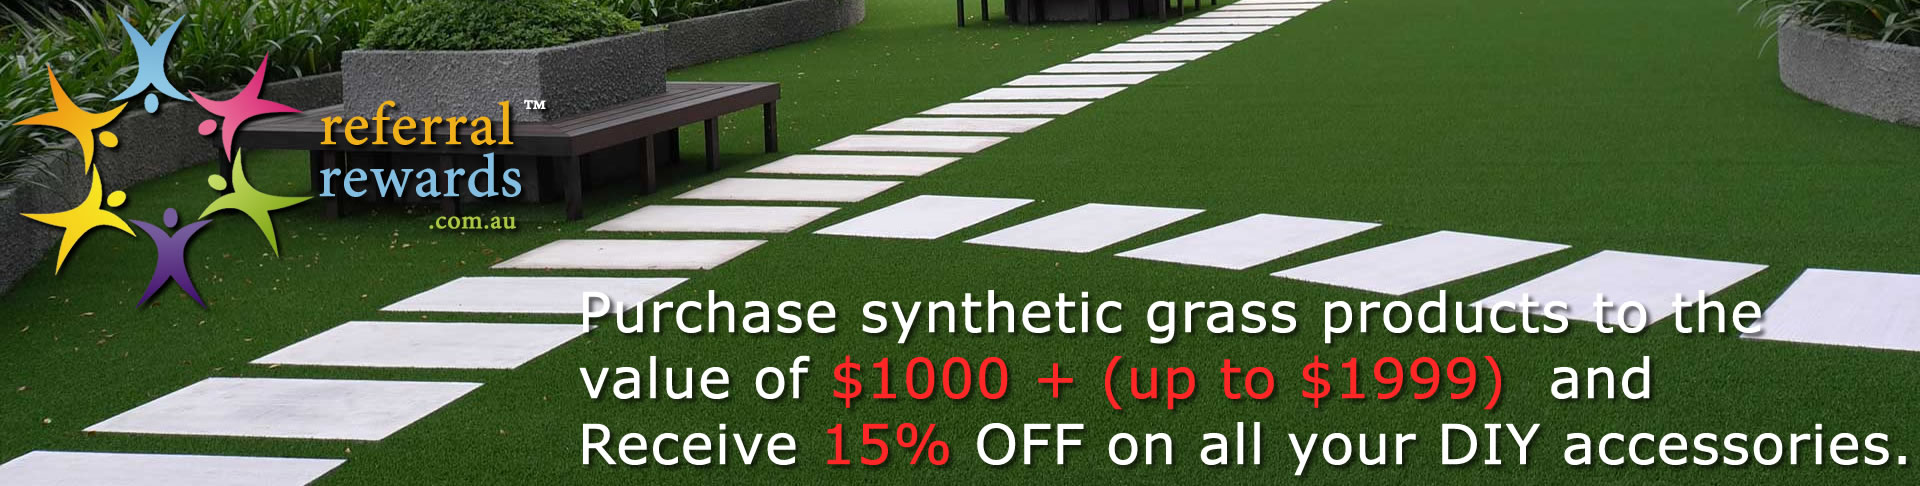 referral™
rewards
.com.au
Purchase synthetic grass products to the
value of $1000 + (up to $1999) and
Receive 15% OFF on all your DIY accessories.